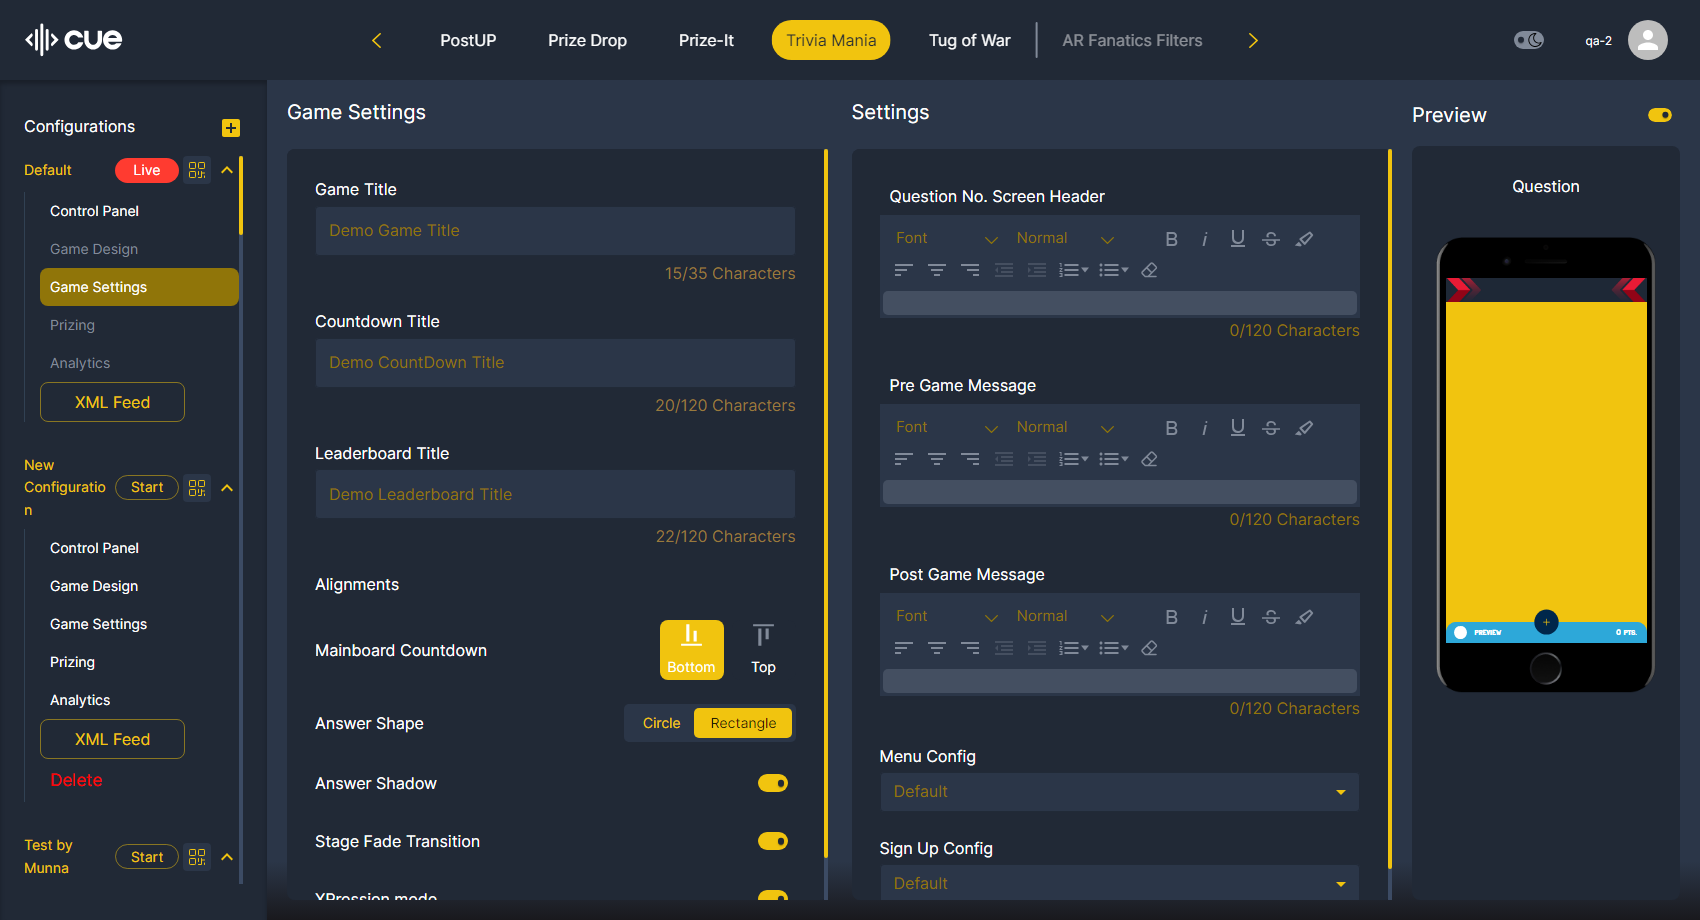 cue
PostUP
Prize Drop
Prize-It
Trivia Mania
Tug of War
AR Fanatics Filters
qa-2
Configurations
Default
Live
Control Panel
Game Design
Game Settings
Prizing
Analytics
XML Feed
New
Configuratio
n
Start
Control Panel
Game Design
Game Settings
Prizing
Analytics
XML Feed
Delete
Test by
Munna
Start
Game Settings
Game Title
Demo Game Title
15/35 Characters
Countdown Title
Demo CountDown Title
20/120 Characters
Leaderboard Title
Demo Leaderboard Title
22/120 Characters
Alignments
Mainboard Countdown
Bottom
Top
Answer Shape
Circle
Rectangle
Answer Shadow
Stage Fade Transition
XPression mode
Settings
Question No. Screen Header
Font
Normal
B i U S
0/120 Characters
Pre Game Message
Font
Normal
B i U S
0/120 Characters
Post Game Message
Font
Normal
B i U S
0/120 Characters
Menu Config
Default
Sign Up Config
Default
Preview
Question
PREVIEW
0 PTS.